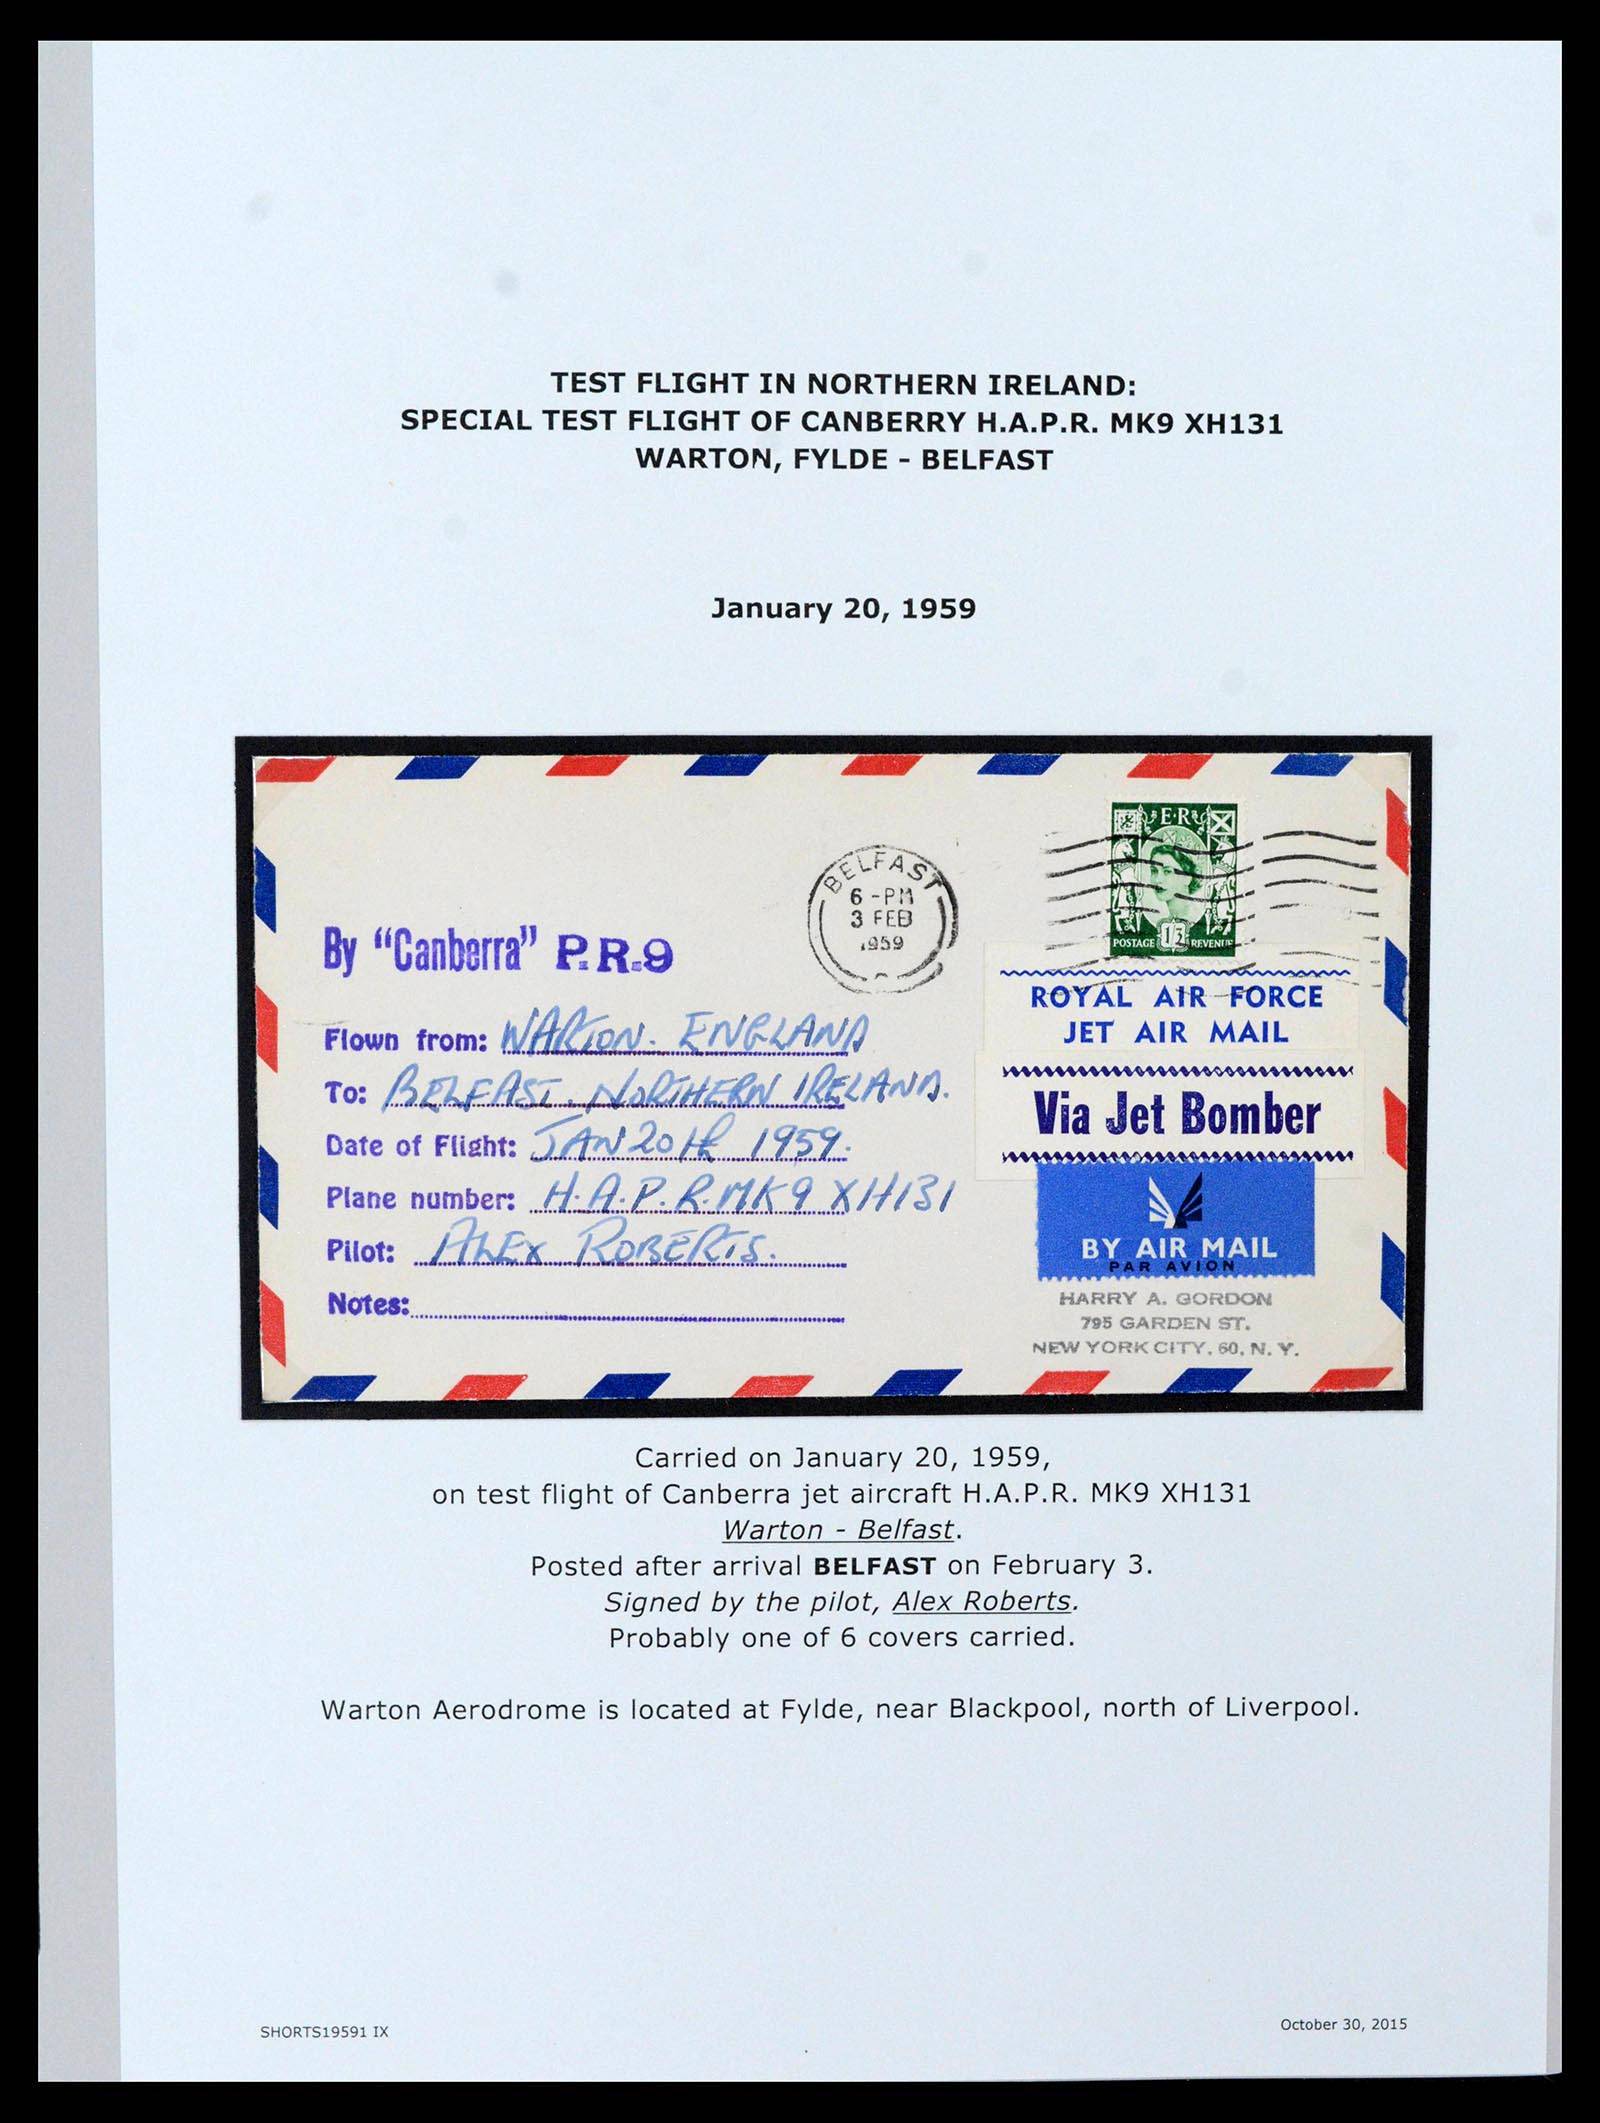 TEST FLIGHT IN NORTHERN IRELAND:
SPECIAL TEST FLIGHT OF CANBERRY H.A.P.R. MK9 XH131
WARTON, FYLDE - BELFAST
January 20, 1959
E R
POSTAGE 1/3 REVENUE
BELFAST
6 -PM
3 FEB
1959
By "Canberra" P.R.9
Flown from: WARTON. ENGLAND
To: BELFAST. NORTHERN IRELAND.
Date of Flight: JAN 20th 1959.
Plane number: H.A.P.R.MK9 XH131
Pilot: ALEX ROBERTS.
Notes:
ROYAL AIR FORCE
JET AIR MAIL
Via Jet Bomber
BY AIR MAIL
PAR AVION
HARRY A. GORDON
795 GARDEN ST.
NEW YORK CITY, 60, N. Y.
Carried on January 20, 1959,
on test flight of Canberra jet aircraft H.A.P.R. MK9 XH131
Warton - Belfast.
Posted after arrival BELFAST on February 3.
Signed by the pilot, Alex Roberts.
Probably one of 6 covers carried.
Warton Aerodrome is located at Fylde, near Blackpool, north of Liverpool.
SHORTS19591 IX
October 30, 2015